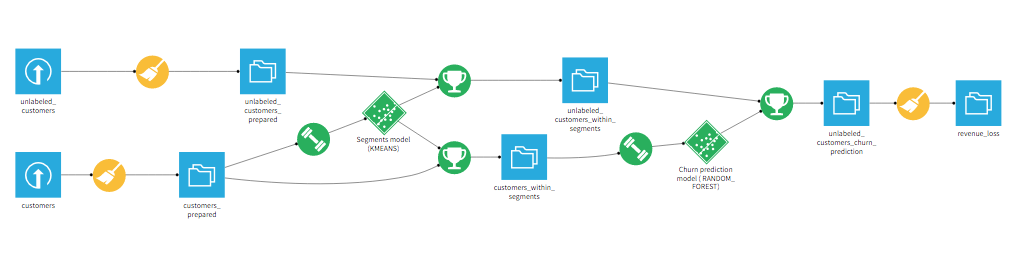 unlabeled_
customers
unlabeled_
customers_
prepared
Segments model
(KMEANS)
unlabeled_
customers_within_
segments
unlabeled_
customers_churn_
prediction
revenue_loss
customers
customers_
prepared
customers_within_
segments
Churn prediction
model ( RANDOM_
FOREST)